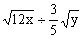 √12x ÷ 3/5 √y